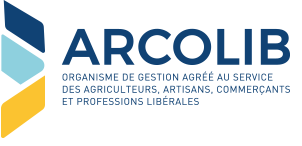 ARCOLIB
ORGANISME DE GESTION AGRÉÉ AU SERVICE
DES AGRICULTEURS, ARTISANS, COMMERÇANTS
ET PROFESSIONS LIBÉRALES